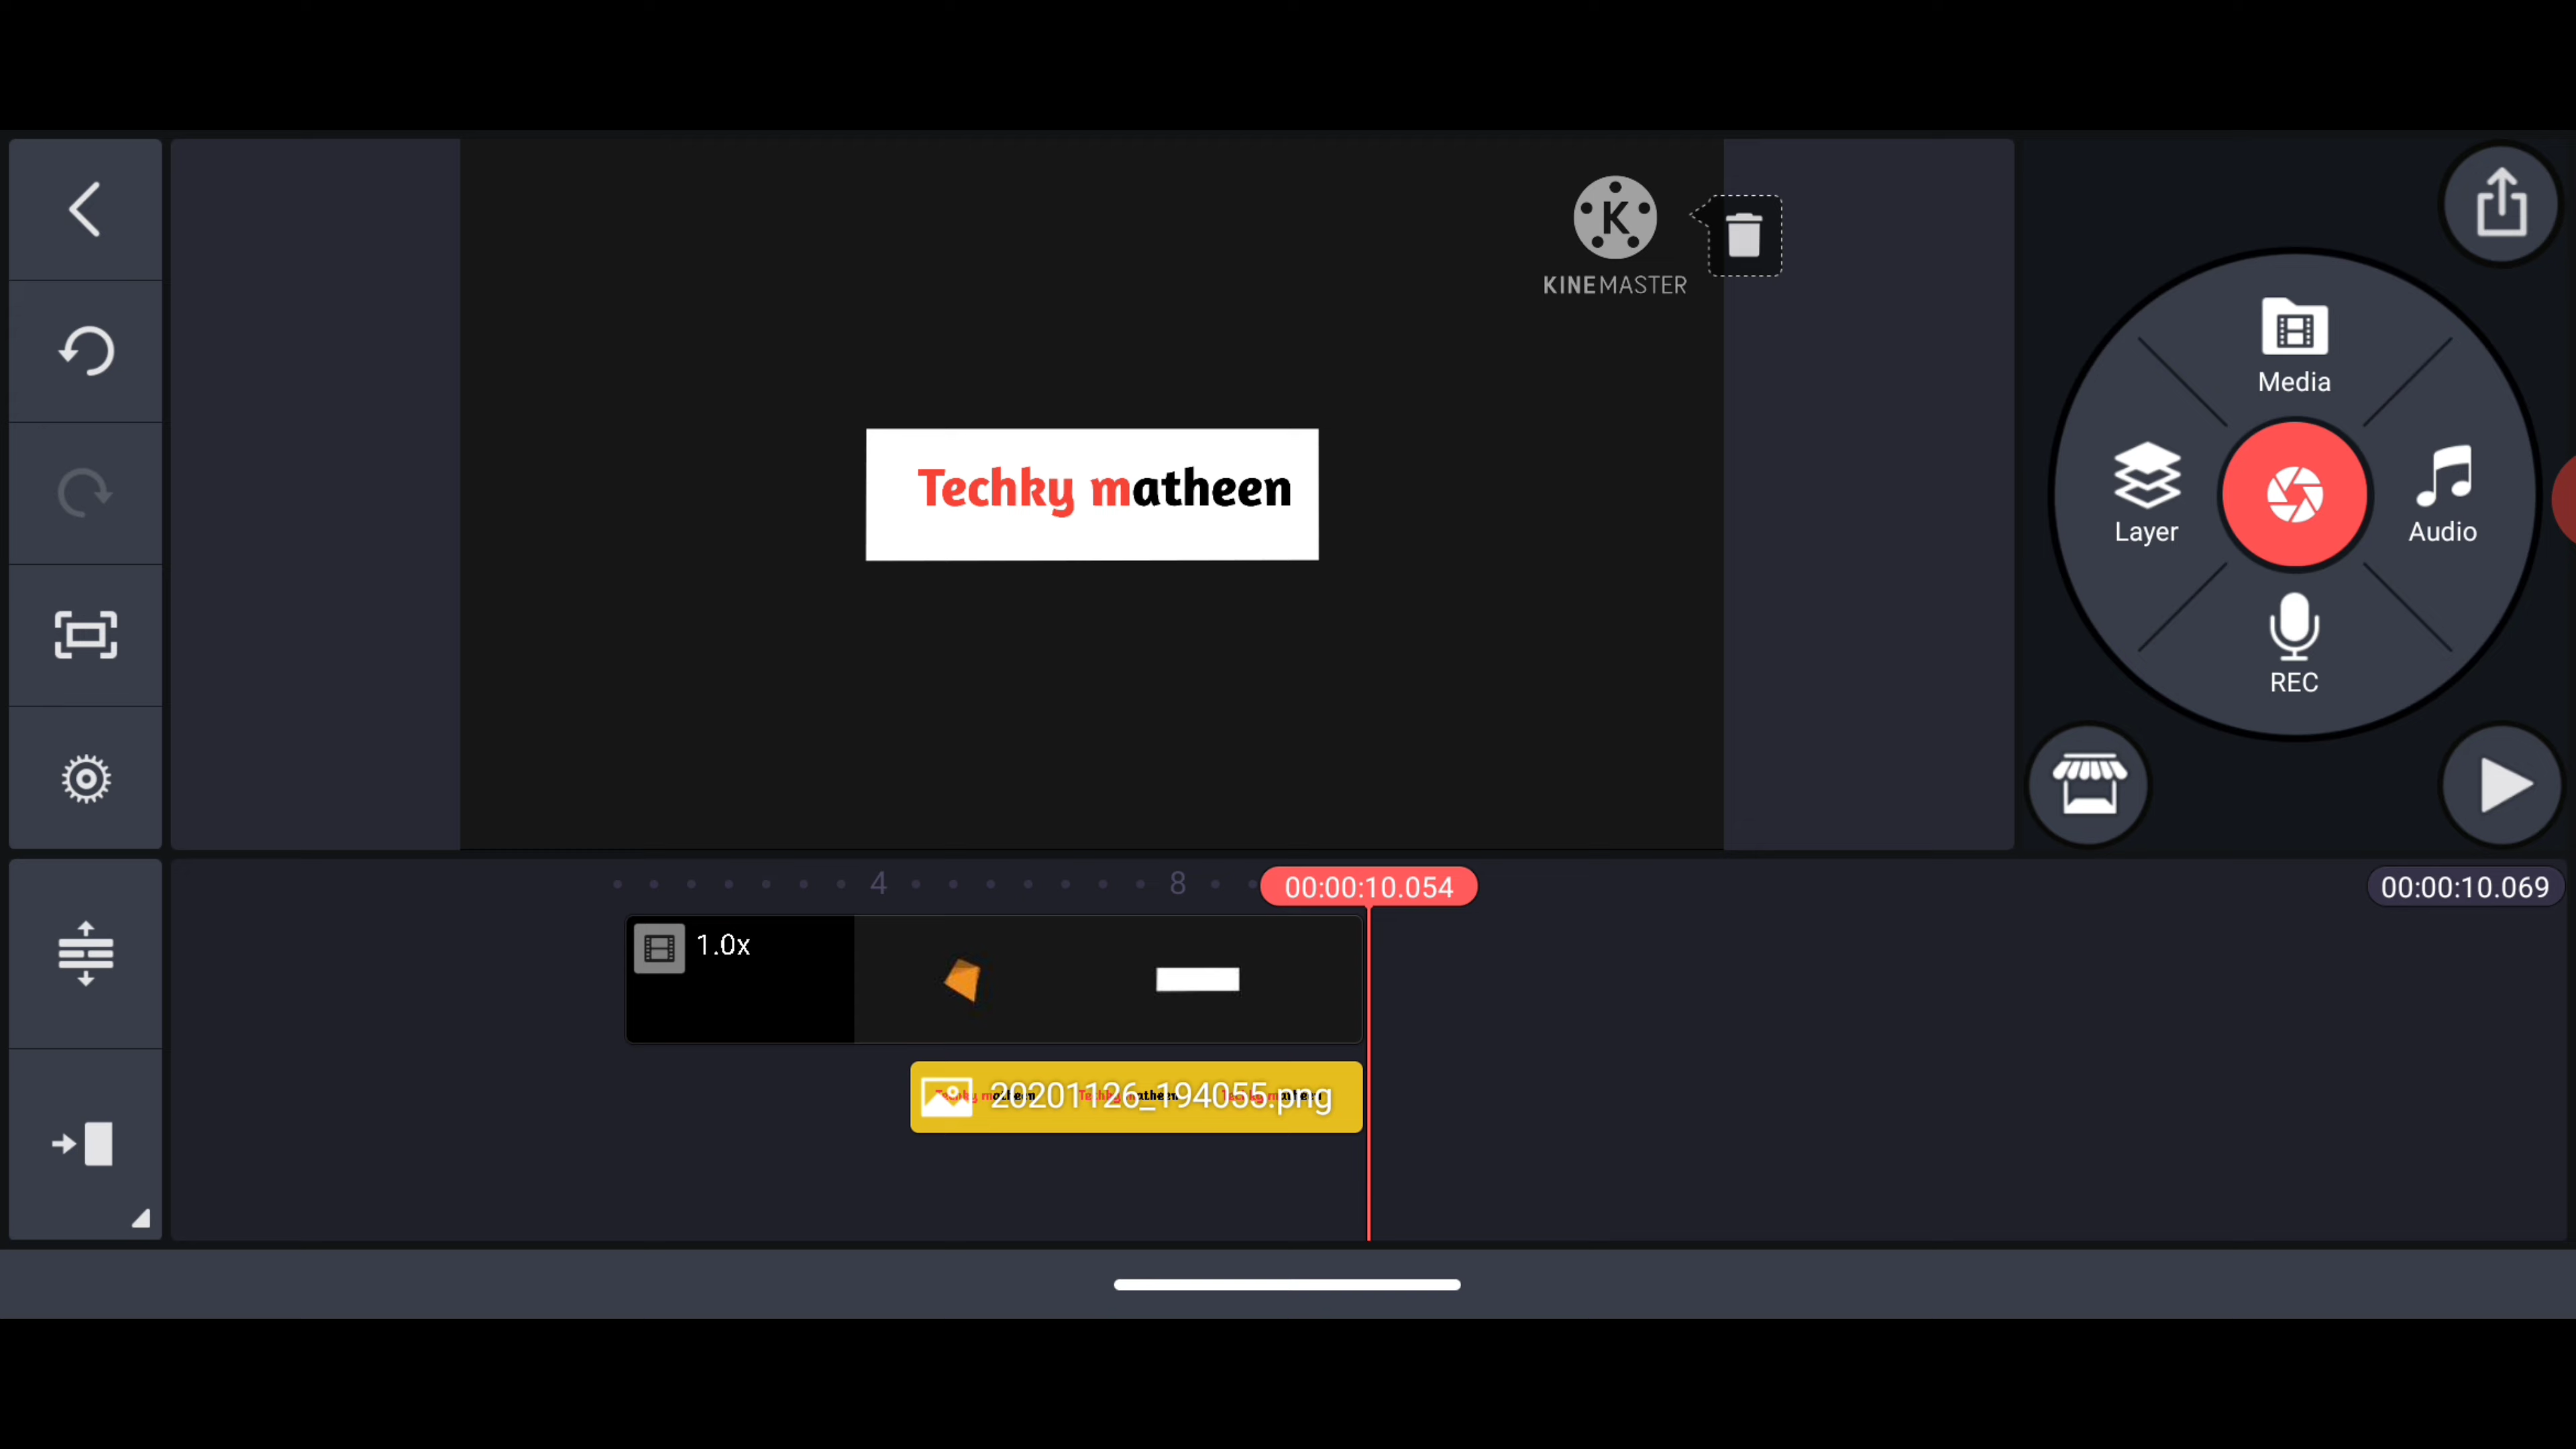 KINEMASTER
Techky matheen
Media
Layer
Audio
REC
4
8
00:00:10.054
00:00:10.069
1.0x
20201126_194055.png